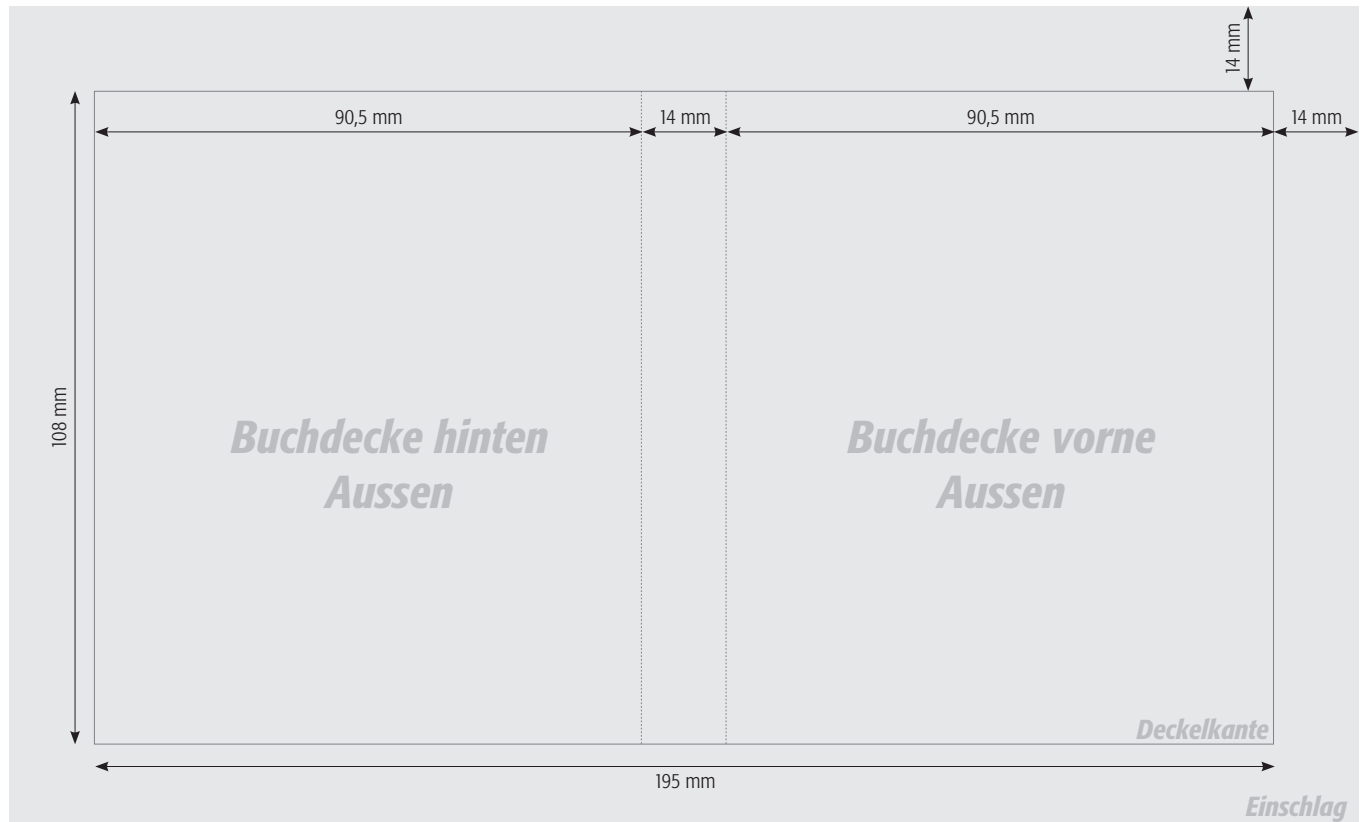 14 mm
90,5 mm 14 mm 90,5 mm 14 mm
108 mm
Buchdecke hinten
Aussen
Buchdecke vorne
Aussen
Deckelkante
195 mm
Einschlag